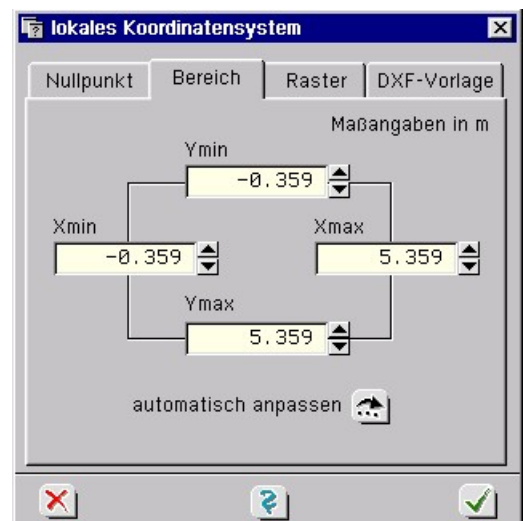 lokales Koordinatensystem
Nullpunkt Bereich Raster DXF-Vorlage
Maßangaben in m
Ymin
-0.359
Xmin Xmax
-0.359 5.359
Ymax
5.359
automatisch anpassen